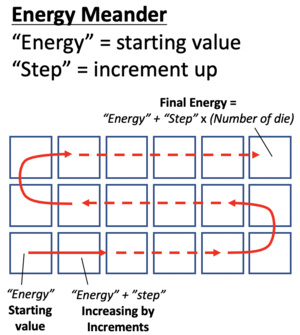 Energy Meander
“Energy” = starting value
“Step” = increment up
Final Energy =
“Energy” + “Step” x (Number of die)
“Energy”
Starting
value
“Energy” + ”step”
Increasing by
Increments